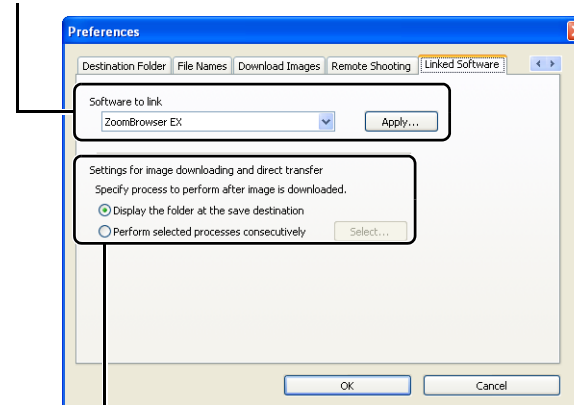 Preferences
Destination Folder File Names Download Images Remote Shooting Linked Software
Software to link
ZoomBrowser EX Apply...
Settings for image downloading and direct transfer
Specify process to perform after image is downloaded.
Display the folder at the save destination
Perform selected processes consecutively Select...
OK Cancel